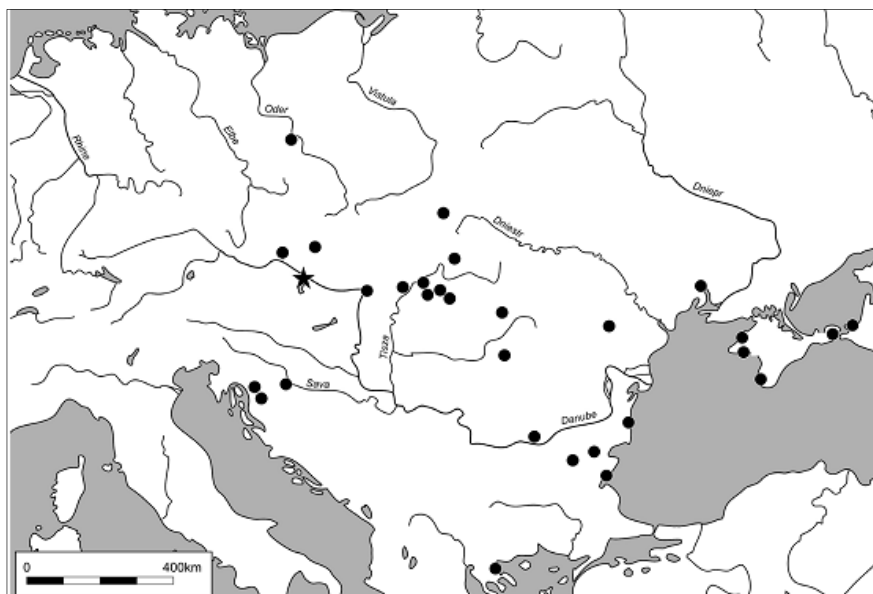 Oder
Vistula
Elbe
Rhine
Dniepr
Dniestr
Tisza
Sava
Danube
0 400km